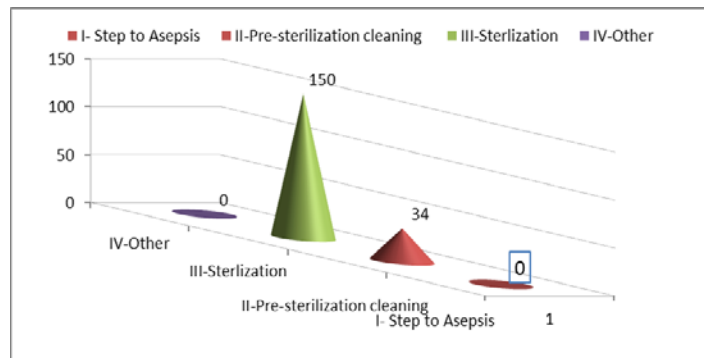 I- Step to Asepsis II-Pre-sterilization cleaning III-Sterlization IV-Other
150
150
100
50
34
0
0
0
IV-Other
III-Sterlization
II-Pre-sterilization cleaning
I- Step to Asepsis
1